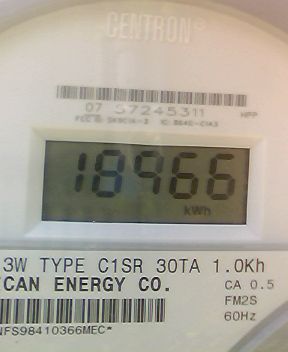 CENTRON®
07 57245311 HPP
18966
kWh
3W TYPE C1SR 30TA 1.0Kh
CAN ENERGY CO. CA 0.5
FM2S
60Hz
NFS98410366MEC*